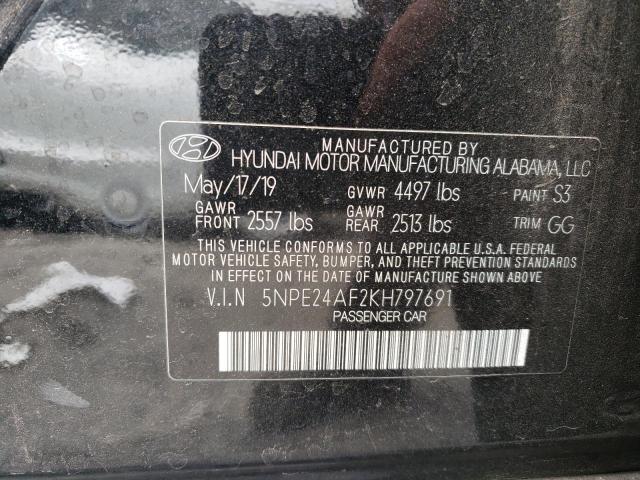 MANUFACTURED BY
HYUNDAI MOTOR MANUFACTURING ALABAMA, LLC
May/17/19 GVWR 4497 lbs PAINT S3
GAWR FRONT 2557 lbs GAWR REAR 2513 lbs TRIM GG
THIS VEHICLE CONFORMS TO ALL APPLICABLE U.S.A. FEDERAL
MOTOR VEHICLE SAFETY, BUMPER, AND THEFT PREVENTION STANDARDS
IN EFFECT ON THE DATE OF MANUFACTURE SHOWN ABOVE
V.I.N 5NPE24AF2KH797691
PASSENGER CAR